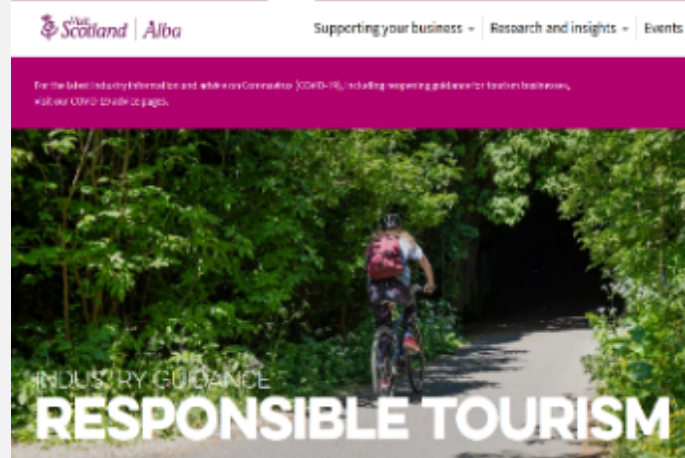 Visit
Scotland | Alba
Supporting your business
Research and insights
Events
For the latest industry information and advice on Coronavirus (COVID-19), including reopening guidance for tourism businesses,
visit our COVID-19 advice pages.
INDUSTRY GUIDANCE
RESPONSIBLE TOURISM